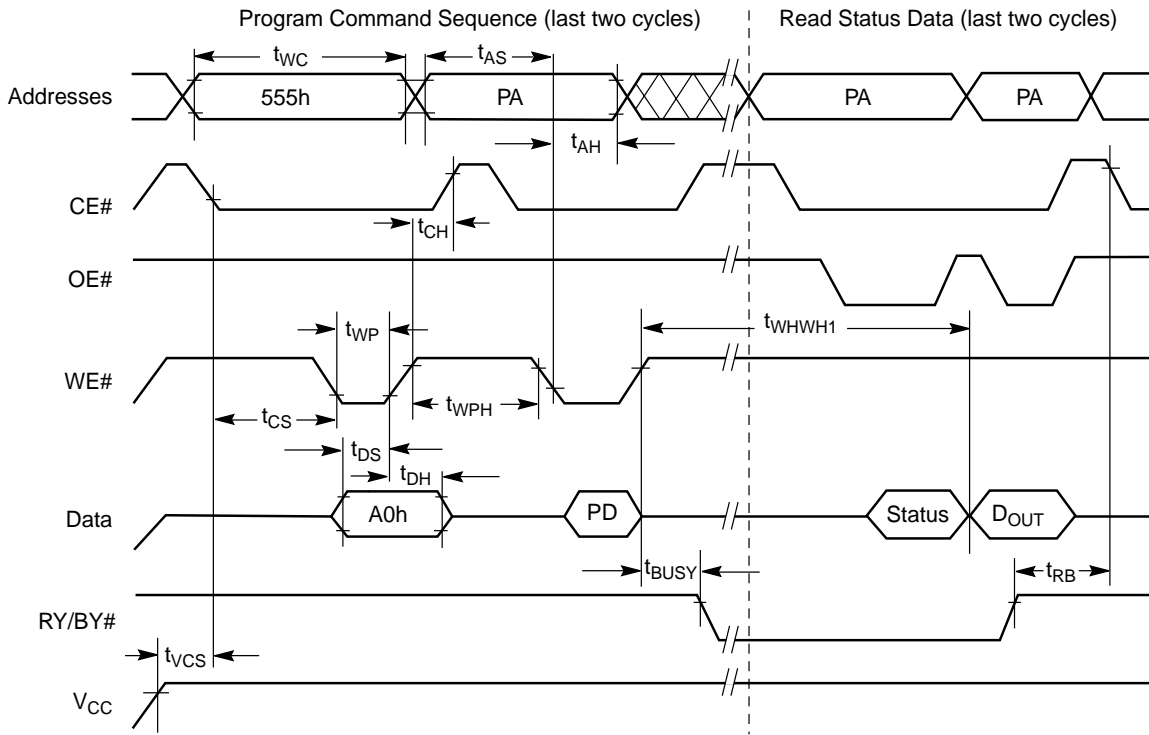 Program Command Sequence (last two cycles) Read Status Data (last two cycles)
tWC tAS
Addresses 555h PA PA PA
tAH
CE#
tCH
OE#
tWP tWHWH1
WE#
tCS tWPH
tDS
tDH
Data A0h PD Status DOUT
tBUSY tRB
RY/BY#
tVCS
VCC